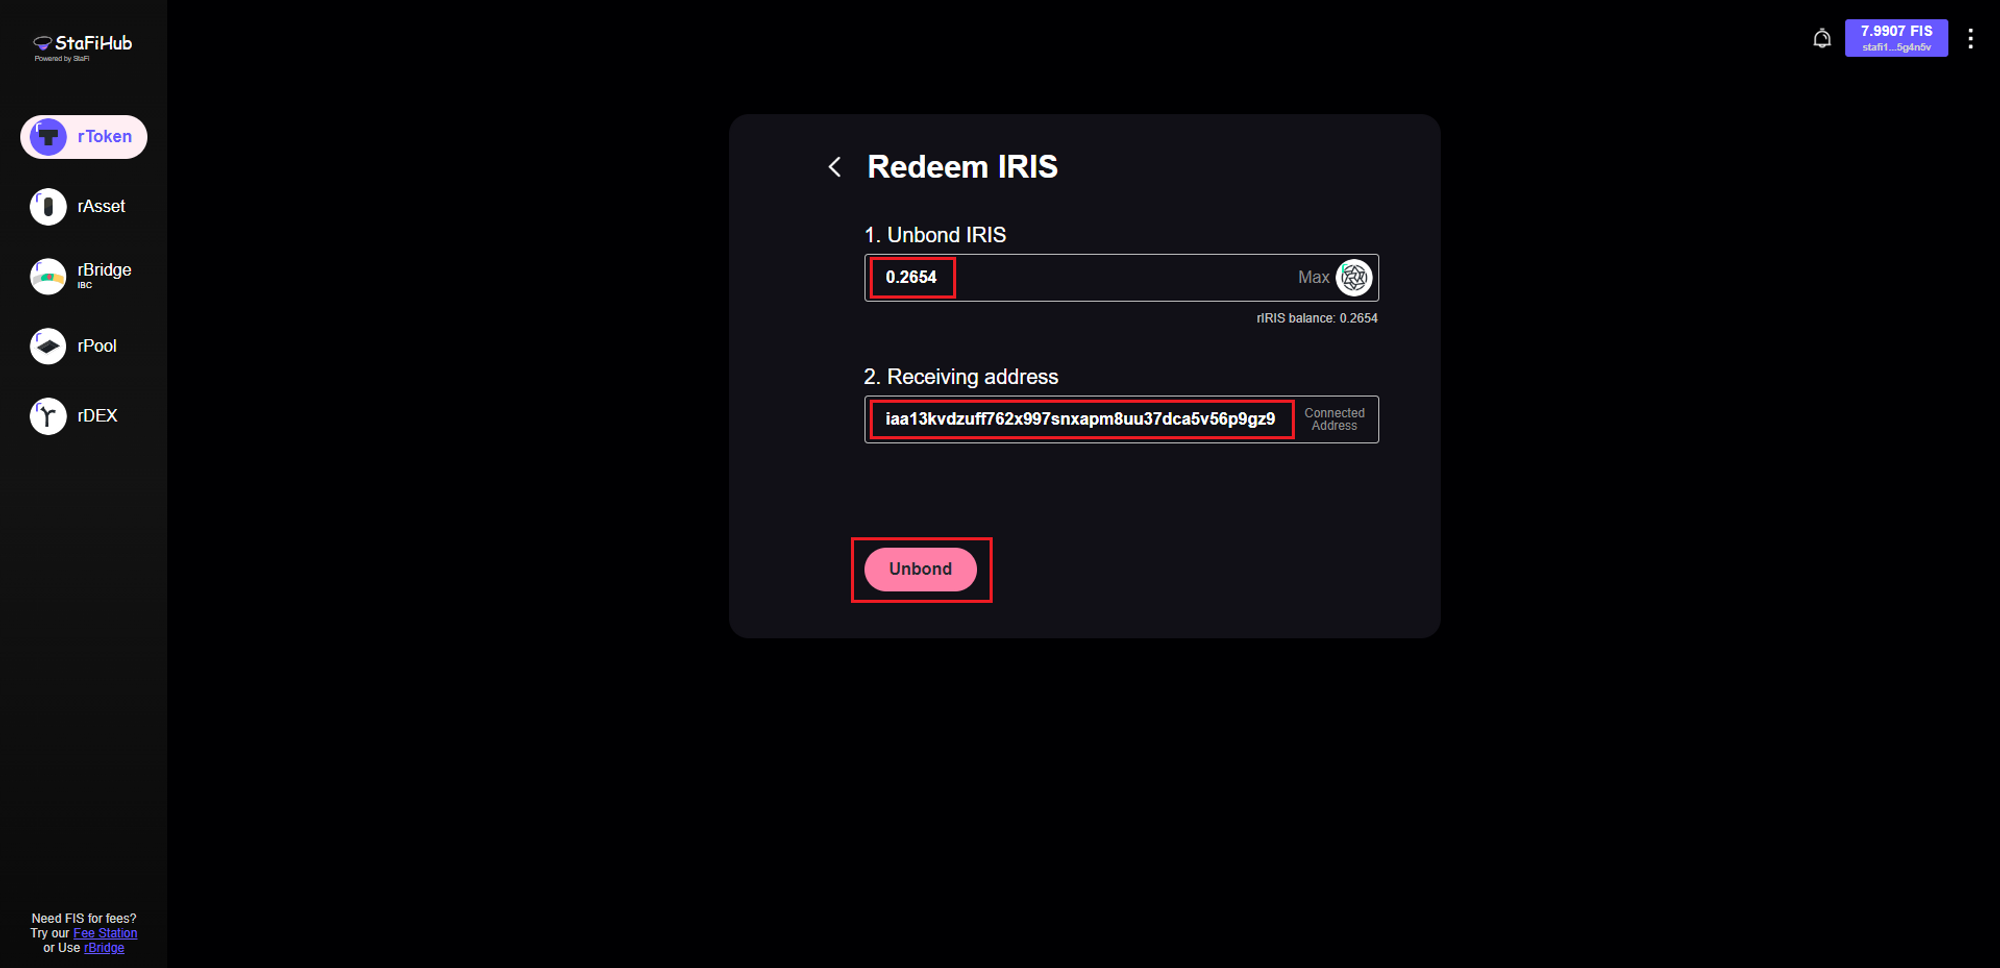 StaFiHub
Powered by StaFi
rToken
rAsset
rBridge
IBC
rPool
rDEX
Need FIS for fees?
Try our Fee Station
or Use rBridge
7.9907 FIS
stafi1...5g4n5v
Redeem IRIS
1. Unbond IRIS
0.2654
Max
rIRIS balance: 0.2654
2. Receiving address
iaa13kvdzuff762x997snxapm8uu37dca5v56p9gz9
Connected
Address
Unbond